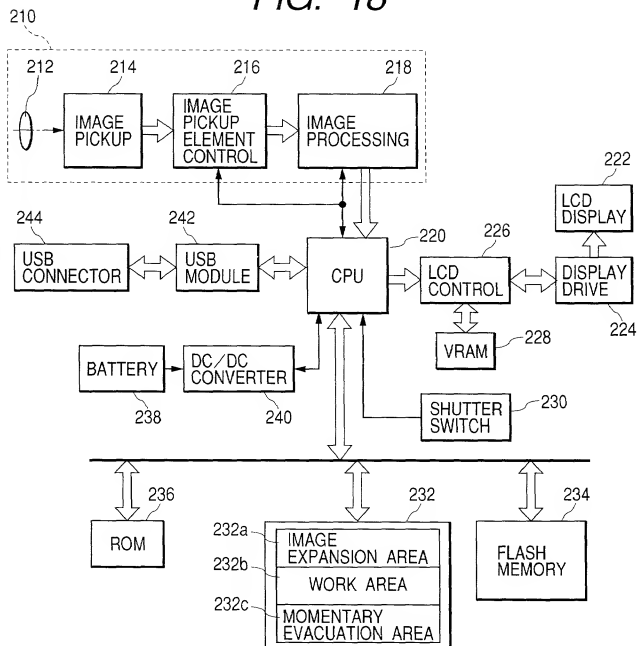 FIG. 18
210
212
214
216
218
IMAGE
PICKUP
IMAGE
PICKUP
ELEMENT
CONTROL
IMAGE
PROCESSING
222
LCD
DISPLAY
244
242
220
226
USB
CONNECTOR
USB
MODULE
CPU
LCD
CONTROL
DISPLAY
DRIVE
224
VRAM
228
BATTERY
238
DC/DC
CONVERTER
240
SHUTTER
SWITCH
230
236
ROM
232
232a
IMAGE
EXPANSION AREA
232b
WORK AREA
232c
MOMENTARY
EVACUATION AREA
234
FLASH
MEMORY